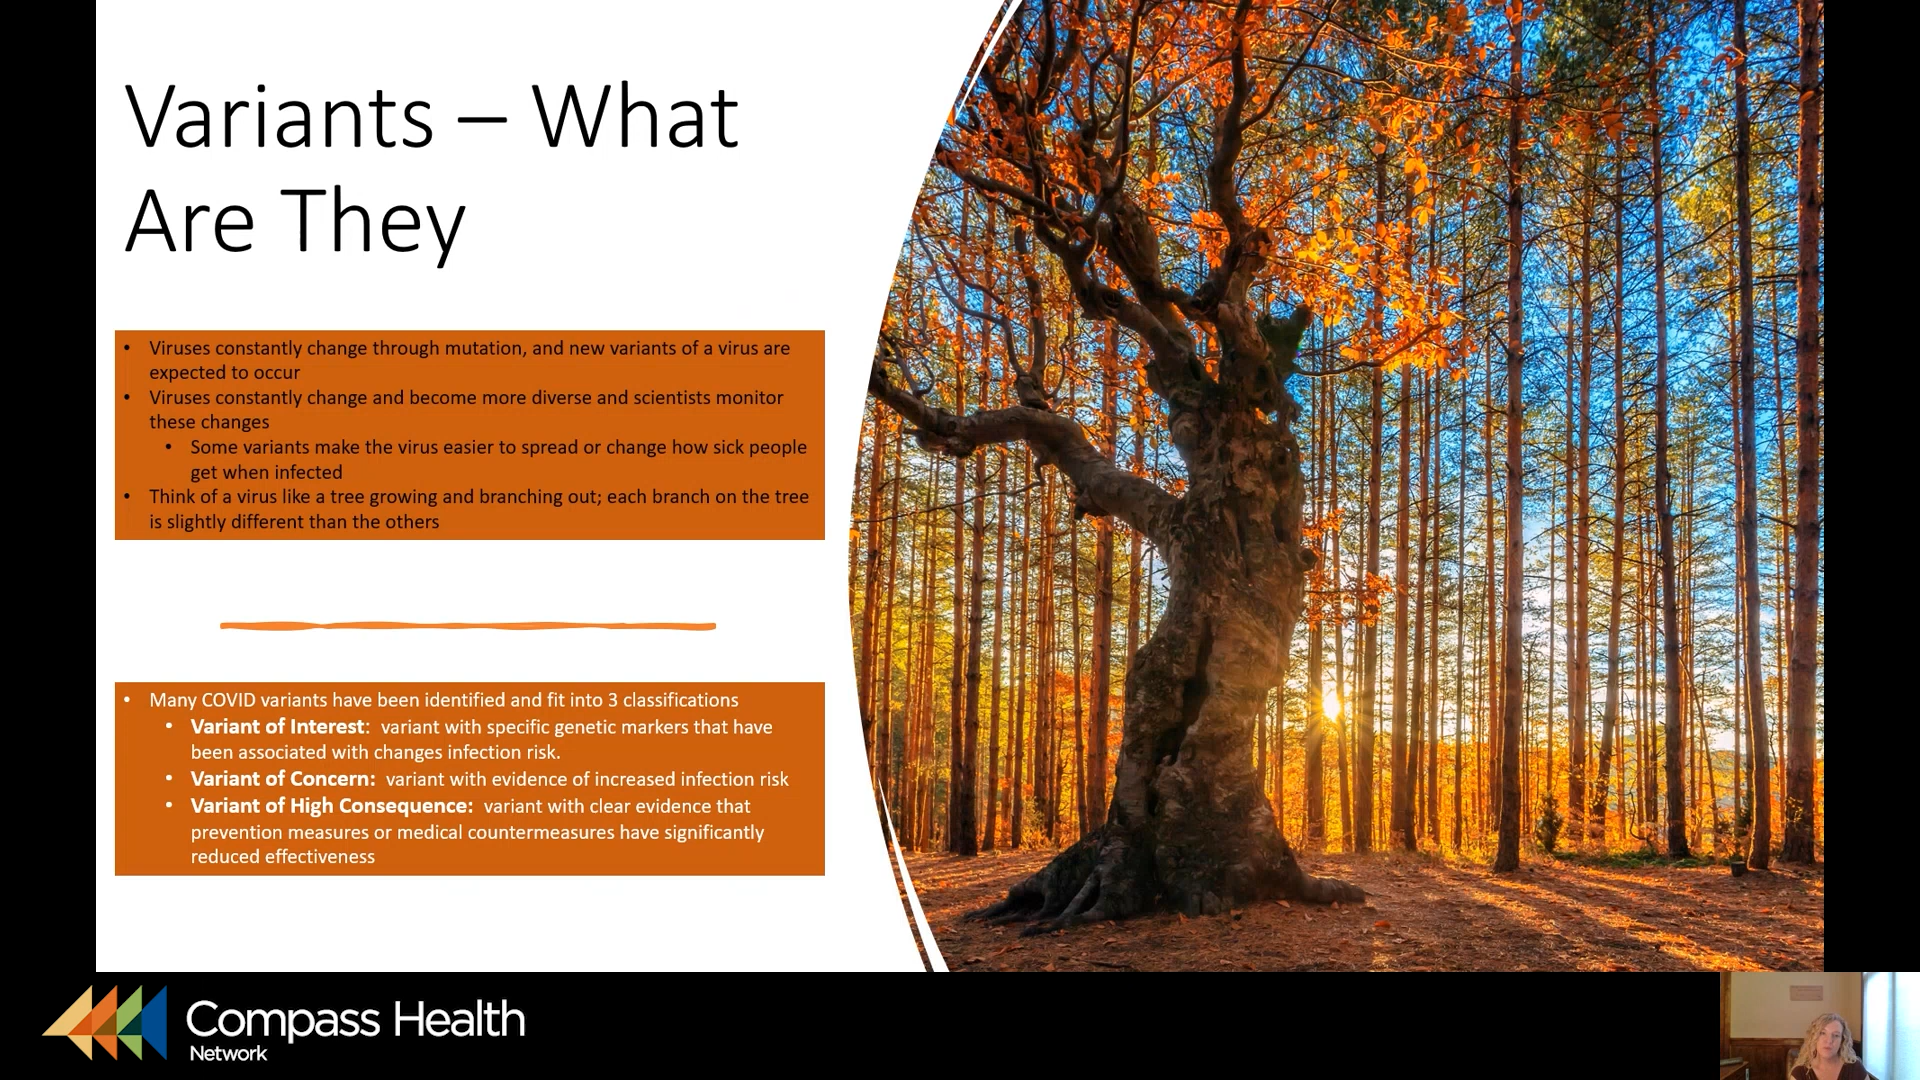 Variants – What
Are They
• Viruses constantly change through mutation, and new variants of a virus are
expected to occur
• Viruses constantly change and become more diverse and scientists monitor
these changes
• Some variants make the virus easier to spread or change how sick people
get when infected
• Think of a virus like a tree growing and branching out; each branch on the tree
is slightly different than the others
• Many COVID variants have been identified and fit into 3 classifications
• Variant of Interest:  variant with specific genetic markers that have
been associated with changes infection risk.
• Variant of Concern:  variant with evidence of increased infection risk
• Variant of High Consequence:  variant with clear evidence that
prevention measures or medical countermeasures have significantly
reduced effectiveness
Compass Health
Network